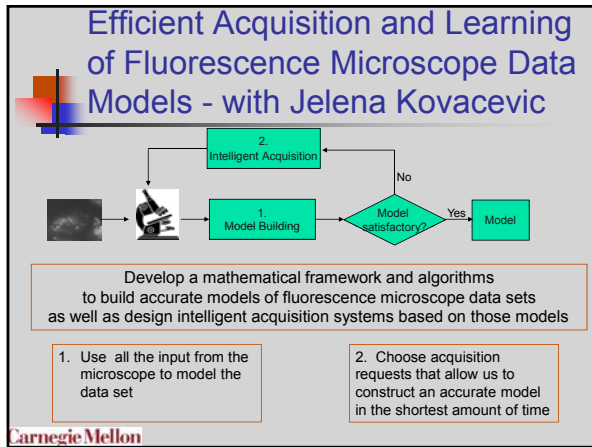 Efficient Acquisition and Learning
of Fluorescence Microscope Data
Models - with Jelena Kovacevic
2.
Intelligent Acquisition
No
1.
Model Building
Model
satisfactory?
Yes
Model
Develop a mathematical framework and algorithms
to build accurate models of fluorescence microscope data sets
as well as design intelligent acquisition systems based on those models
1. Use all the input from the
microscope to model the
data set
2. Choose acquisition
requests that allow us to
construct an accurate model
in the shortest amount of time
Carnegie Mellon